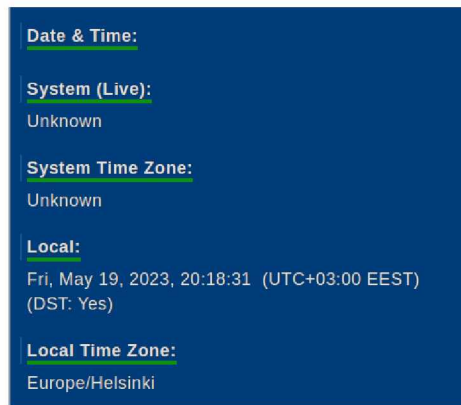 Date & Time:
System (Live):
Unknown
System Time Zone:
Unknown
Local:
Fri, May 19, 2023, 20:18:31 (UTC+03:00 EEST)
(DST: Yes)
Local Time Zone:
Europe/Helsinki